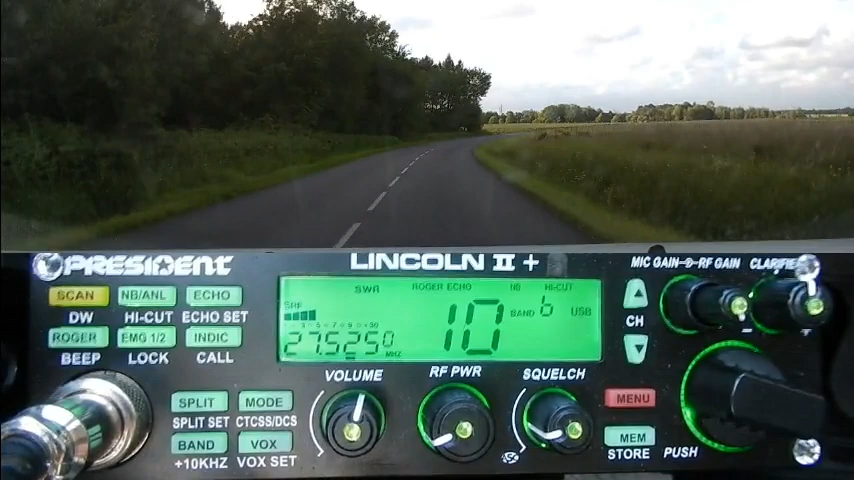 PRESIDENT
LINCOLN II +
MIC GAIN-D-RF GAIN
CLARIFIER
SCAN
NB/ANL
ECHO
DW
HI-CUT
ECHO SET
ROGER
EMG 1/2
INDIC
BEEP
LOCK
CALL
SWR
ROGER ECHO
NB
HI-CUT
SRF
10
BAND
b
USB
27.5250
MHZ
CH
VOLUME
RF PWR
SQUELCH
SPLIT
MODE
SPLIT SET
CTCSS/DCS
BAND
VOX
+10KHZ
VOX SET
ASC
MENU
MEM
STORE
PUSH